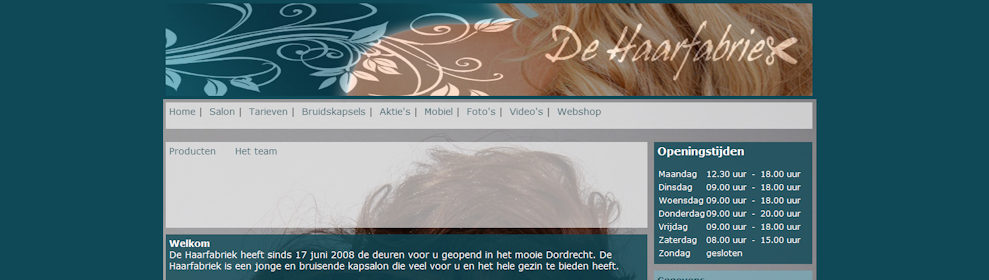 De Haarfabriek
Home | Salon | Tarieven | Bruidskapsels | Aktie's | Mobiel | Foto's | Video's | Webshop
Producten Het team
Welkom
De Haarfabriek heeft sinds 17 juni 2008 de deuren voor u geopend in het mooie Dordrecht. De
Haarfabriek is een jonge en bruisende kapsalon die veel voor u en het hele gezin te bieden heeft.
Openingstijden
Maandag 12.30 uur - 18.00 uur
Dinsdag 09.00 uur - 18.00 uur
Woensdag 09.00 uur - 18.00 uur
Donderdag 09.00 uur - 20.00 uur
Vrijdag 09.00 uur - 18.00 uur
Zaterdag 08.00 uur - 15.00 uur
Zondag gesloten